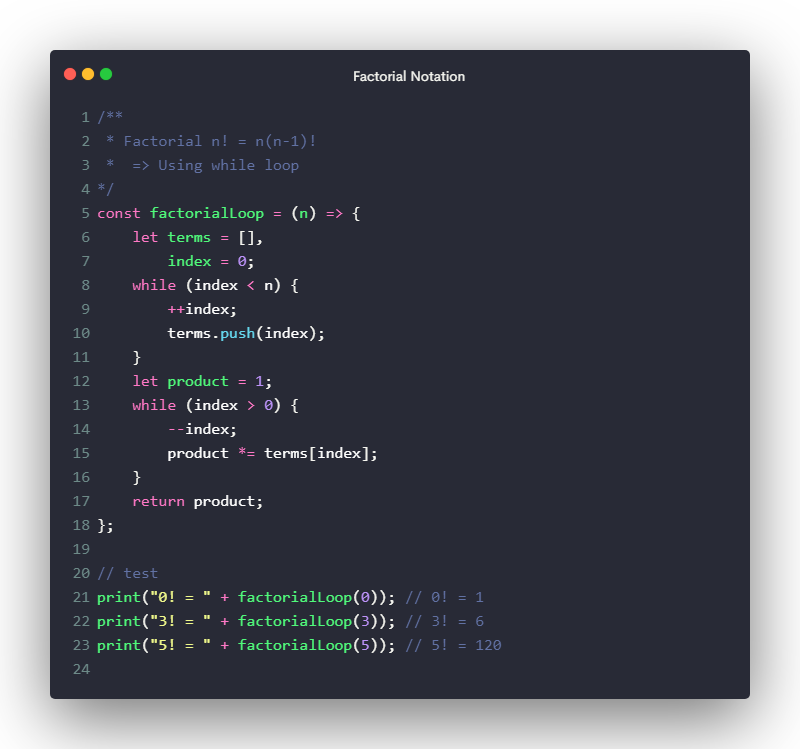 Factorial Notation
1 /**
2  * Factorial n! = n(n-1)!
3  *  => Using while loop
4 */
5 const factorialLoop = (n) => {
6     let terms = [],
7         index = 0;
8     while (index < n) {
9         ++index;
10         terms.push(index);
11     }
12     let product = 1;
13     while (index > 0) {
14         --index;
15         product *= terms[index];
16     }
17     return product;
18 };
19
20 // test
21 print("0! = " + factorialLoop(0)); // 0! = 1
22 print("3! = " + factorialLoop(3)); // 3! = 6
23 print("5! = " + factorialLoop(5)); // 5! = 120
24